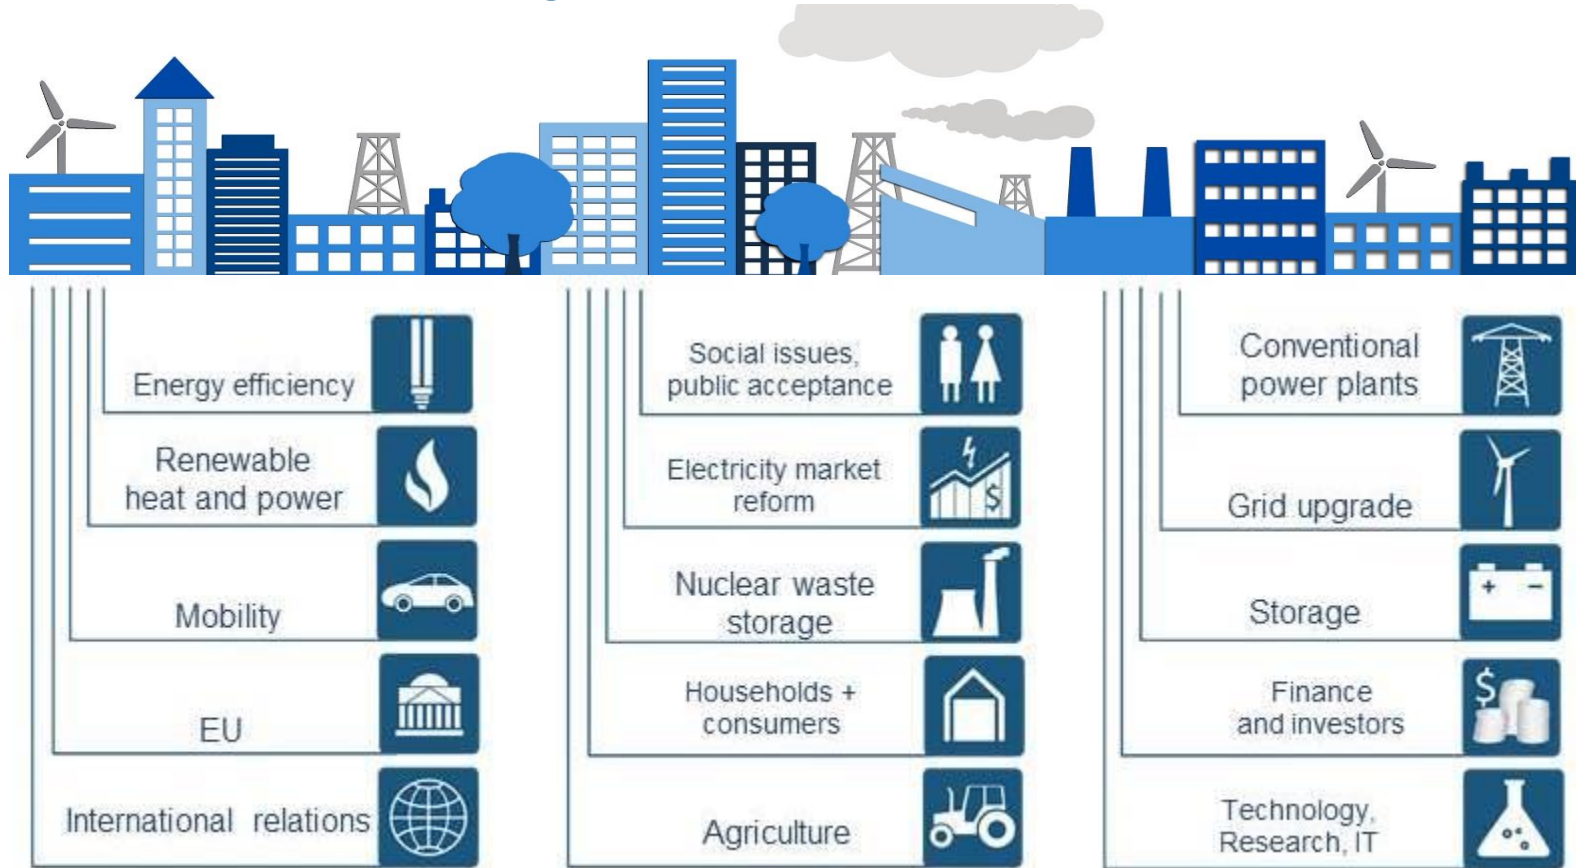 Energy efficiency
Renewable
heat and power
Mobility
EU
International relations
Social issues,
public acceptance
Electricity market
reform
$
Nuclear waste
storage
Households +
consumers
Agriculture
Conventional
power plants
Grid upgrade
Storage
+ -
Finance
and investors
$
Technology,
Research, IT